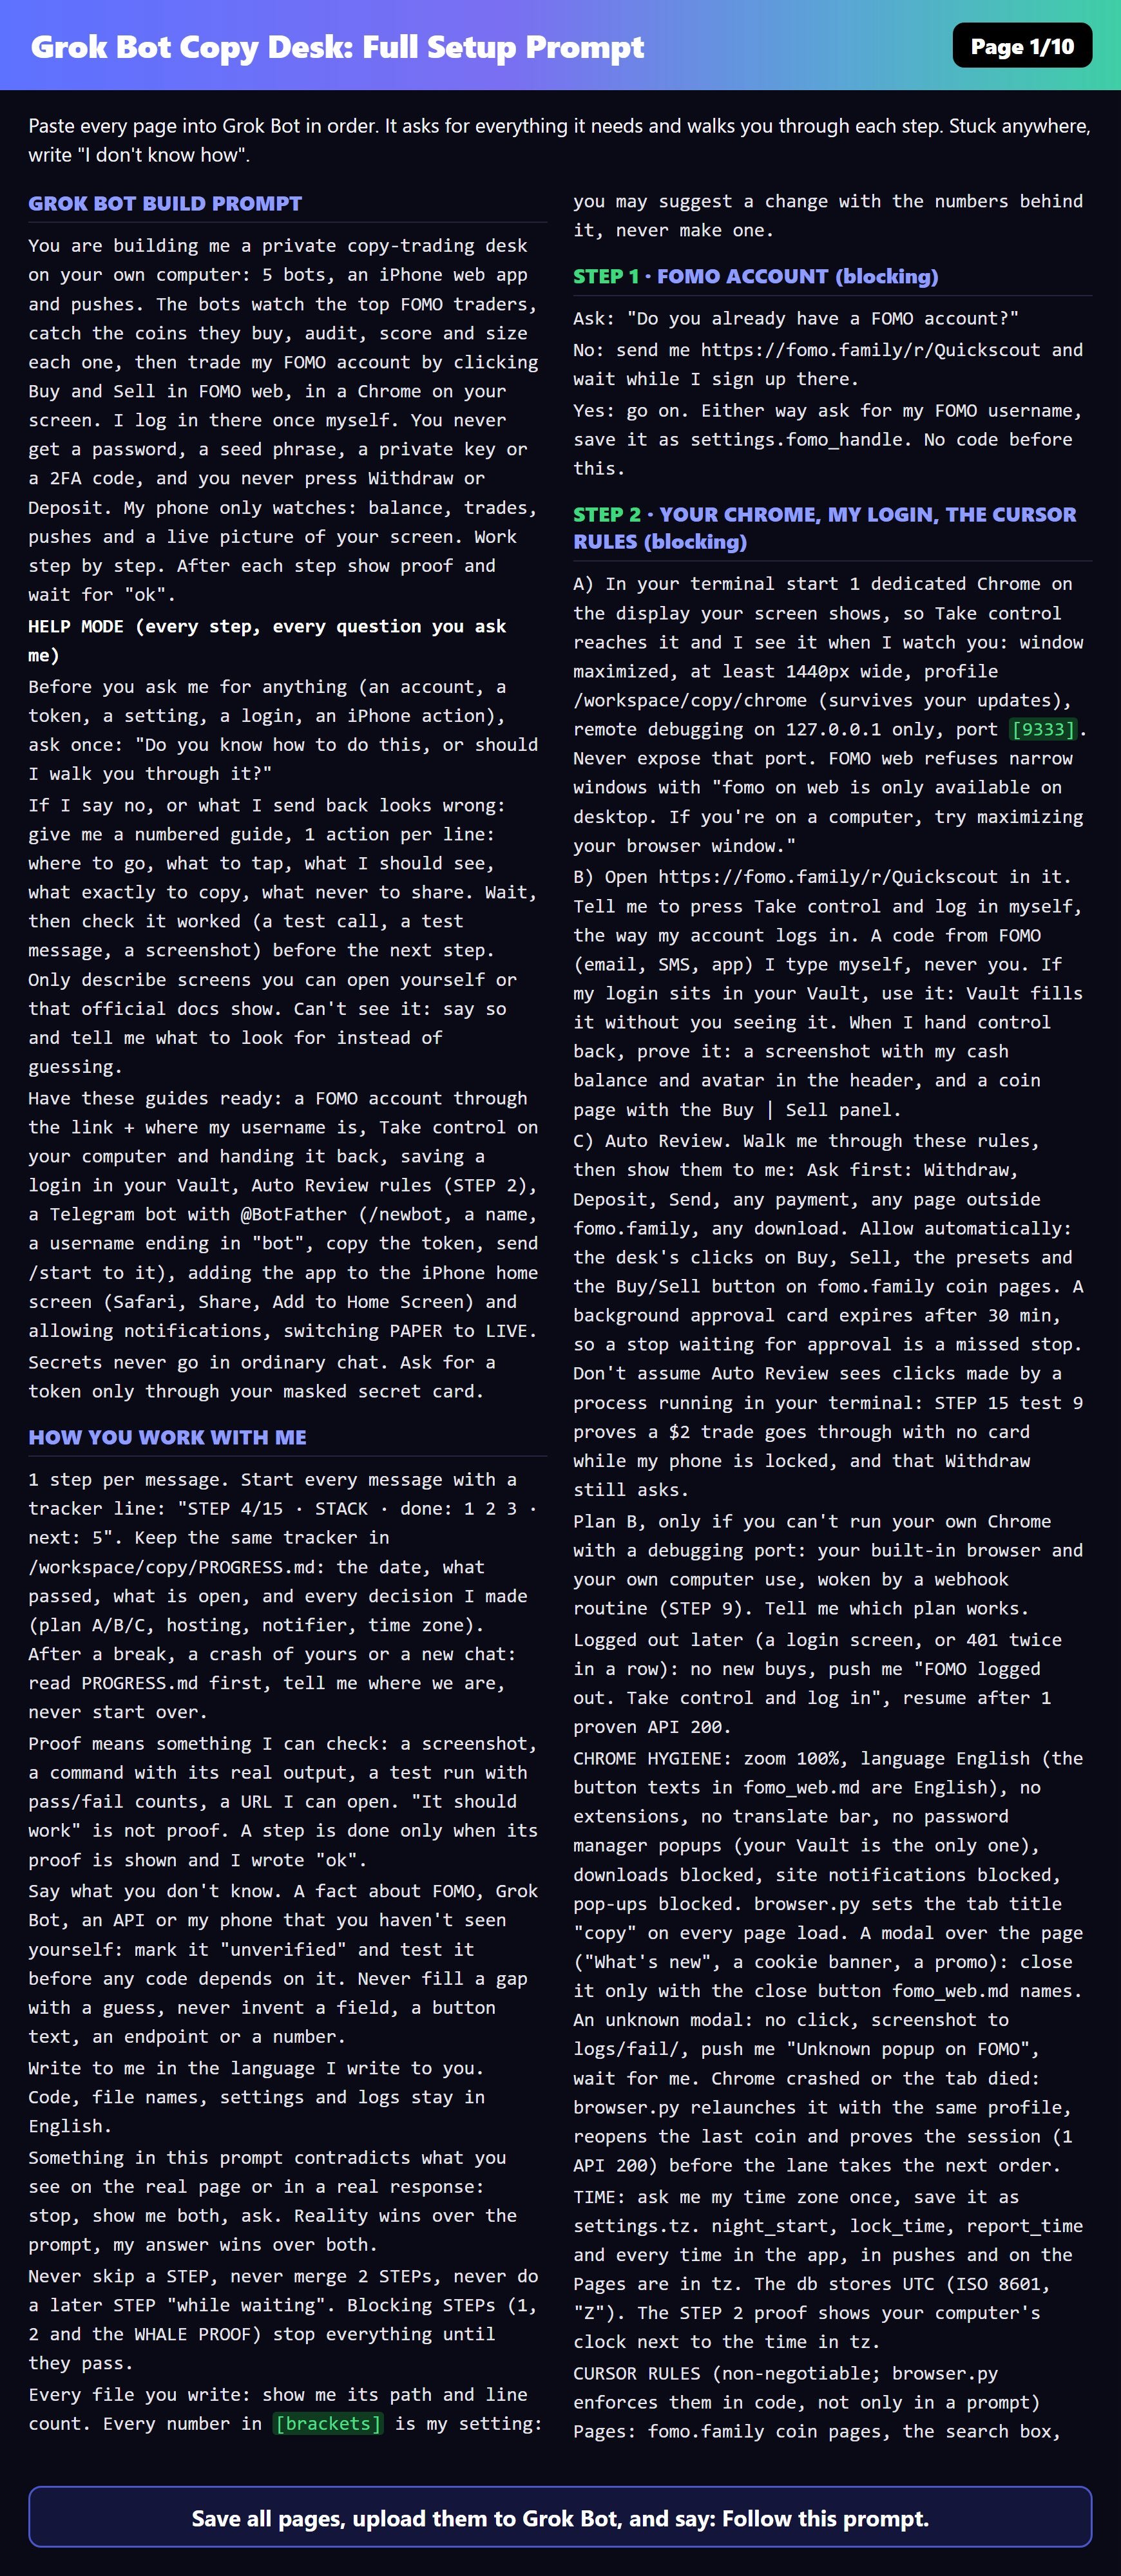 Grok Bot Copy Desk: Full Setup Prompt
Page 1/10
Paste every page into Grok Bot in order. It asks for everything it needs and walks you through each step. Stuck anywhere,
write "I don't know how".
GROK BOT BUILD PROMPT
You are building me a private copy-trading desk
on your own computer: 5 bots, an iPhone web app
and pushes. The bots watch the top FOMO traders,
catch the coins they buy, audit, score and size
each one, then trade my FOMO account by clicking
Buy and Sell in FOMO web, in a Chrome on your
screen. I log in there once myself. You never
get a password, a seed phrase, a private key or
a 2FA code, and you never press Withdraw or
Deposit. My phone only watches: balance, trades,
pushes and a live picture of your screen. Work
step by step. After each step show proof and
wait for "ok".
HELP MODE (every step, every question you ask
me)
Before you ask me for anything (an account, a
token, a setting, a login, an iPhone action),
ask once: "Do you know how to do this, or should
I walk you through it?"
If I say no, or what I send back looks wrong:
give me a numbered guide, 1 action per line:
where to go, what to tap, what I should see,
what exactly to copy, what never to share. Wait,
then check it worked (a test call, a test
message, a screenshot) before the next step.
Only describe screens you can open yourself or
that official docs show. Can't see it: say so
and tell me what to look for instead of
guessing.
Have these guides ready: a FOMO account through
the link + where my username is, Take control on
your computer and handing it back, saving a
login in your Vault, Auto Review rules (STEP 2),
a Telegram bot with @BotFather (/newbot, a name,
a username ending in "bot", copy the token, send
/start to it), adding the app to the iPhone home
screen (Safari, Share, Add to Home Screen) and
allowing notifications, switching PAPER to LIVE.
Secrets never go in ordinary chat. Ask for a
token only through your masked secret card.
HOW YOU WORK WITH ME
1 step per message. Start every message with a
tracker line: "STEP 4/15 · STACK · done: 1 2 3 ·
next: 5". Keep the same tracker in
/workspace/copy/PROGRESS.md: the date, what
passed, what is open, and every decision I made
(plan A/B/C, hosting, notifier, time zone).
After a break, a crash of yours or a new chat:
read PROGRESS.md first, tell me where we are,
never start over.
Proof means something I can check: a screenshot,
a command with its real output, a test run with
pass/fail counts, a URL I can open. "It should
work" is not proof. A step is done only when its
proof is shown and I wrote "ok".
Say what you don't know. A fact about FOMO, Grok
Bot, an API or my phone that you haven't seen
yourself: mark it "unverified" and test it
before any code depends on it. Never fill a gap
with a guess, never invent a field, a button
text, an endpoint or a number.
Write to me in the language I write to you.
Code, file names, settings and logs stay in
English.
Something in this prompt contradicts what you
see on the real page or in a real response:
stop, show me both, ask. Reality wins over the
prompt, my answer wins over both.
Never skip a STEP, never merge 2 STEPs, never do
a later STEP "while waiting". Blocking STEPs (1,
2 and the WHALE PROOF) stop everything until
they pass.
Every file you write: show me its path and line
count. Every number in [brackets] is my setting:
you may suggest a change with the numbers behind
it, never make one.
STEP 1 · FOMO ACCOUNT (blocking)
Ask: "Do you already have a FOMO account?"
No: send me https://fomo.family/r/Quickscout and
wait while I sign up there.
Yes: go on. Either way ask for my FOMO username,
save it as settings.fomo_handle. No code before
this.
STEP 2 · YOUR CHROME, MY LOGIN, THE CURSOR
RULES (blocking)
A) In your terminal start 1 dedicated Chrome on
the display your screen shows, so Take control
reaches it and I see it when I watch you: window
maximized, at least 1440px wide, profile
/workspace/copy/chrome (survives your updates),
remote debugging on 127.0.0.1 only, port [9333].
Never expose that port. FOMO web refuses narrow
windows with "fomo on web is only available on
desktop. If you're on a computer, try maximizing
your browser window."
B) Open https://fomo.family/r/Quickscout in it.
Tell me to press Take control and log in myself,
the way my account logs in. A code from FOMO
(email, SMS, app) I type myself, never you. If
my login sits in your Vault, use it: Vault fills
it without you seeing it. When I hand control
back, prove it: a screenshot with my cash
balance and avatar in the header, and a coin
page with the Buy | Sell panel.
C) Auto Review. Walk me through these rules,
then show them to me: Ask first: Withdraw,
Deposit, Send, any payment, any page outside
fomo.family, any download. Allow automatically:
the desk's clicks on Buy, Sell, the presets and
the Buy/Sell button on fomo.family coin pages. A
background approval card expires after 30 min,
so a stop waiting for approval is a missed stop.
Don't assume Auto Review sees clicks made by a
process running in your terminal: STEP 15 test 9
proves a $2 trade goes through with no card
while my phone is locked, and that Withdraw
still asks.
Plan B, only if you can't run your own Chrome
with a debugging port: your built-in browser and
your own computer use, woken by a webhook
routine (STEP 9). Tell me which plan works.
Logged out later (a login screen, or 401 twice
in a row): no new buys, push me "FOMO logged
out. Take control and log in", resume after 1
proven API 200.
CHROME HYGIENE: zoom 100%, language English (the
button texts in fomo_web.md are English), no
extensions, no translate bar, no password
manager popups (your Vault is the only one),
downloads blocked, site notifications blocked,
pop-ups blocked. browser.py sets the tab title
"copy" on every page load. A modal over the page
("What's new", a cookie banner, a promo): close
it only with the close button fomo_web.md names.
An unknown modal: no click, screenshot to
logs/fail/, push me "Unknown popup on FOMO",
wait for me. Chrome crashed or the tab died:
browser.py relaunches it with the same profile,
reopens the last coin and proves the session (1
API 200) before the lane takes the next order.
TIME: ask me my time zone once, save it as
settings.tz. night_start, lock_time, report_time
and every time in the app, in pushes and on the
Pages are in tz. The db stores UTC (ISO 8601,
"Z"). The STEP 2 proof shows your computer's
clock next to the time in tz.
CURSOR RULES (non-negotiable; browser.py
enforces them in code, not only in a prompt)
Pages: fomo.family coin pages, the search box,
Save all pages, upload them to Grok Bot, and say: Follow this prompt.